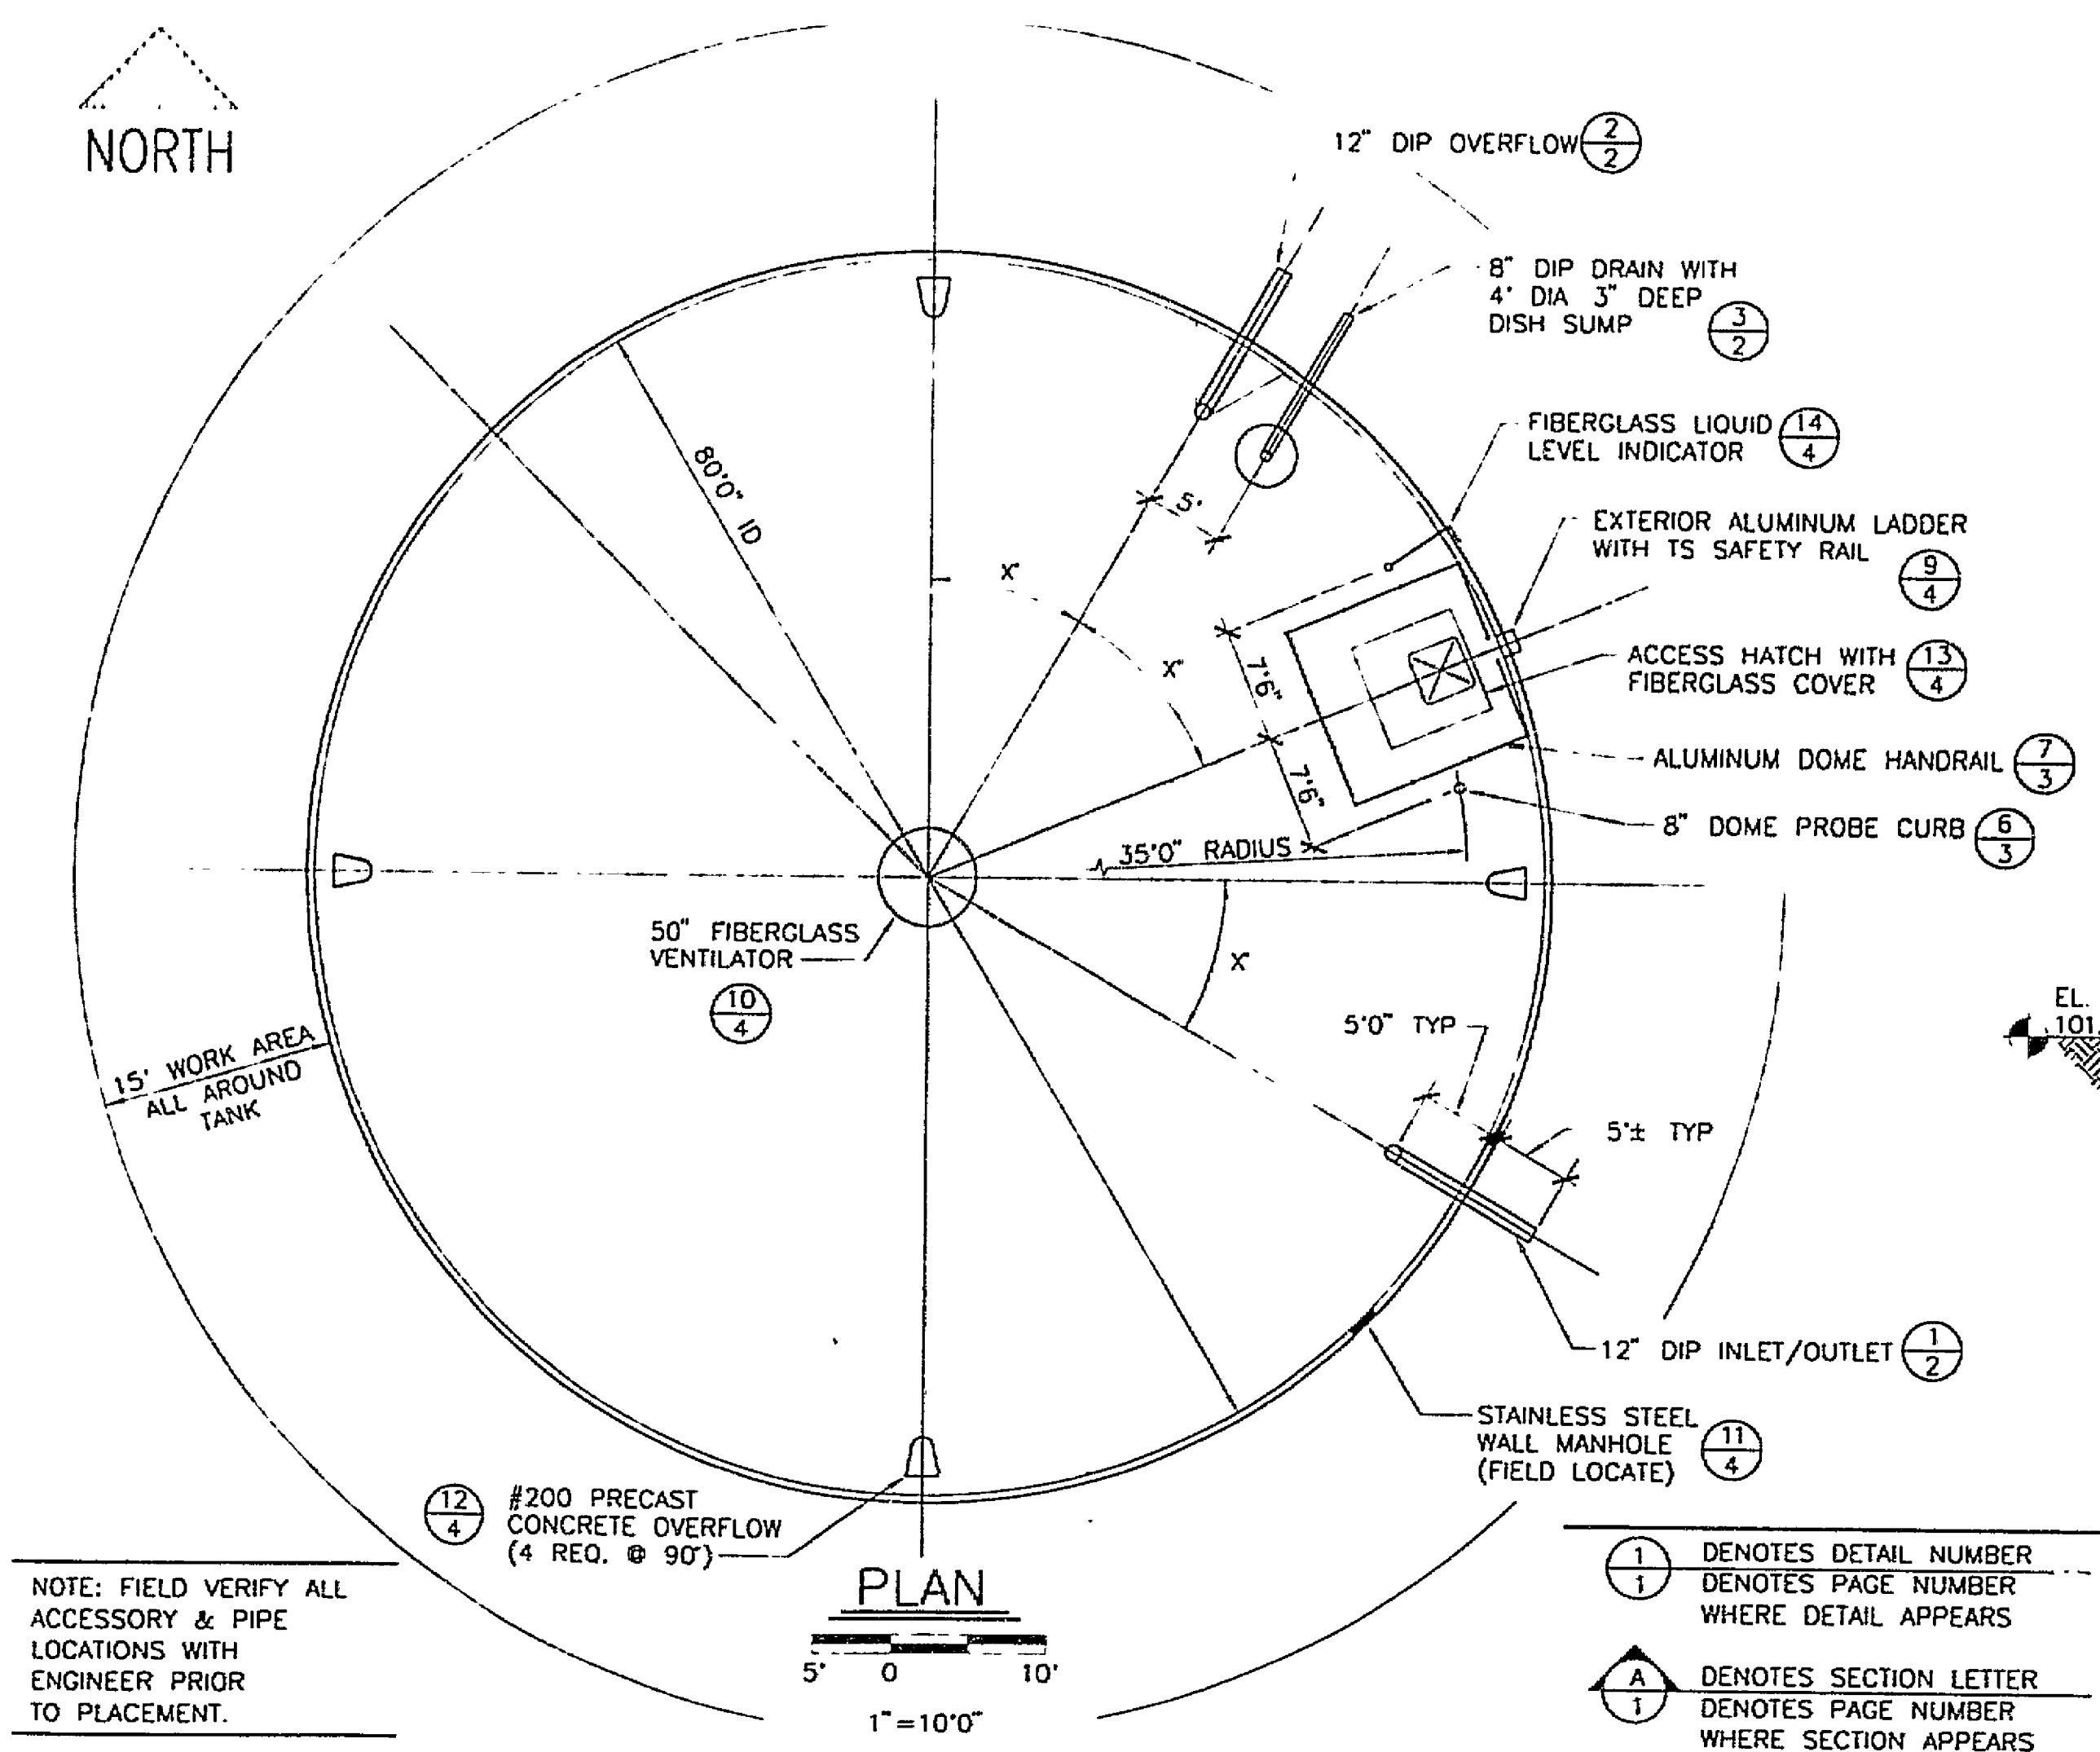 NORTH
12" DIP OVERFLOW
2
2
8" DIP DRAIN WITH
4' DIA 3" DEEP
DISH SUMP
3
2
FIBERGLASS LIQUID
LEVEL INDICATOR
14
4
EXTERIOR ALUMINUM LADDER
WITH TS SAFETY RAIL
9
4
ACCESS HATCH WITH
FIBERGLASS COVER
13
4
ALUMINUM DOME HANDRAIL
7
3
8" DOME PROBE CURB
6
3
80'0" ID
5'
X°
X°
7'6"
7'6"
35'0" RADIUS
50" FIBERGLASS
VENTILATOR
10
4
X°
5'0" TYP
5'± TYP
EL.
101
15' WORK AREA
ALL AROUND
TANK
12" DIP INLET/OUTLET
1
2
STAINLESS STEEL
WALL MANHOLE
(FIELD LOCATE)
11
4
12
4
#200 PRECAST
CONCRETE OVERFLOW
(4 REQ. @ 90°)
PLAN
5' 0 10'
1"=10'0"
NOTE: FIELD VERIFY ALL
ACCESSORY & PIPE
LOCATIONS WITH
ENGINEER PRIOR
TO PLACEMENT.
1
1
DENOTES DETAIL NUMBER
DENOTES PAGE NUMBER
WHERE DETAIL APPEARS
A
1
DENOTES SECTION LETTER
DENOTES PAGE NUMBER
WHERE SECTION APPEARS